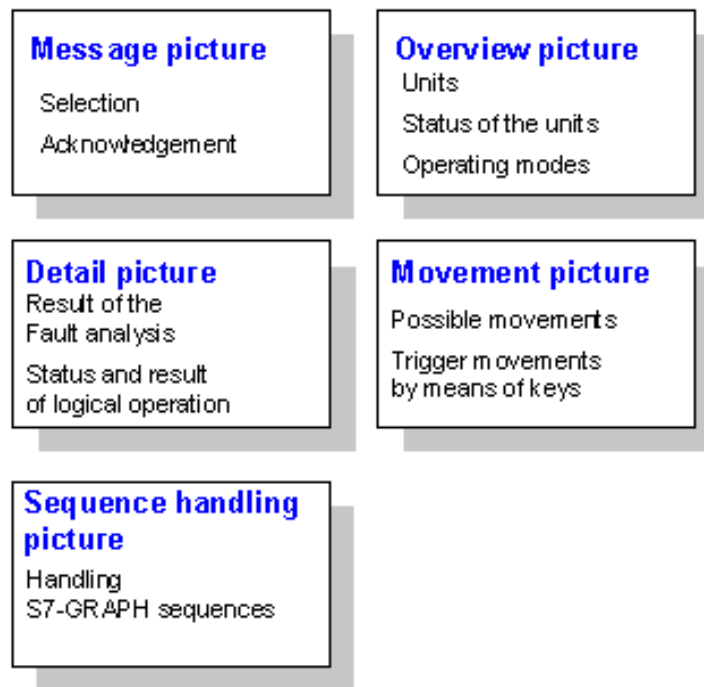 Message picture
Selection
Acknowledgement
Overview picture
Units
Status of the units
Operating modes
Detail picture
Result of the
Fault analysis
Status and result
of logical operation
Movement picture
Possible movements
Trigger movements
by means of keys
Sequence handling
picture
Handling
S7-GRAPH sequences